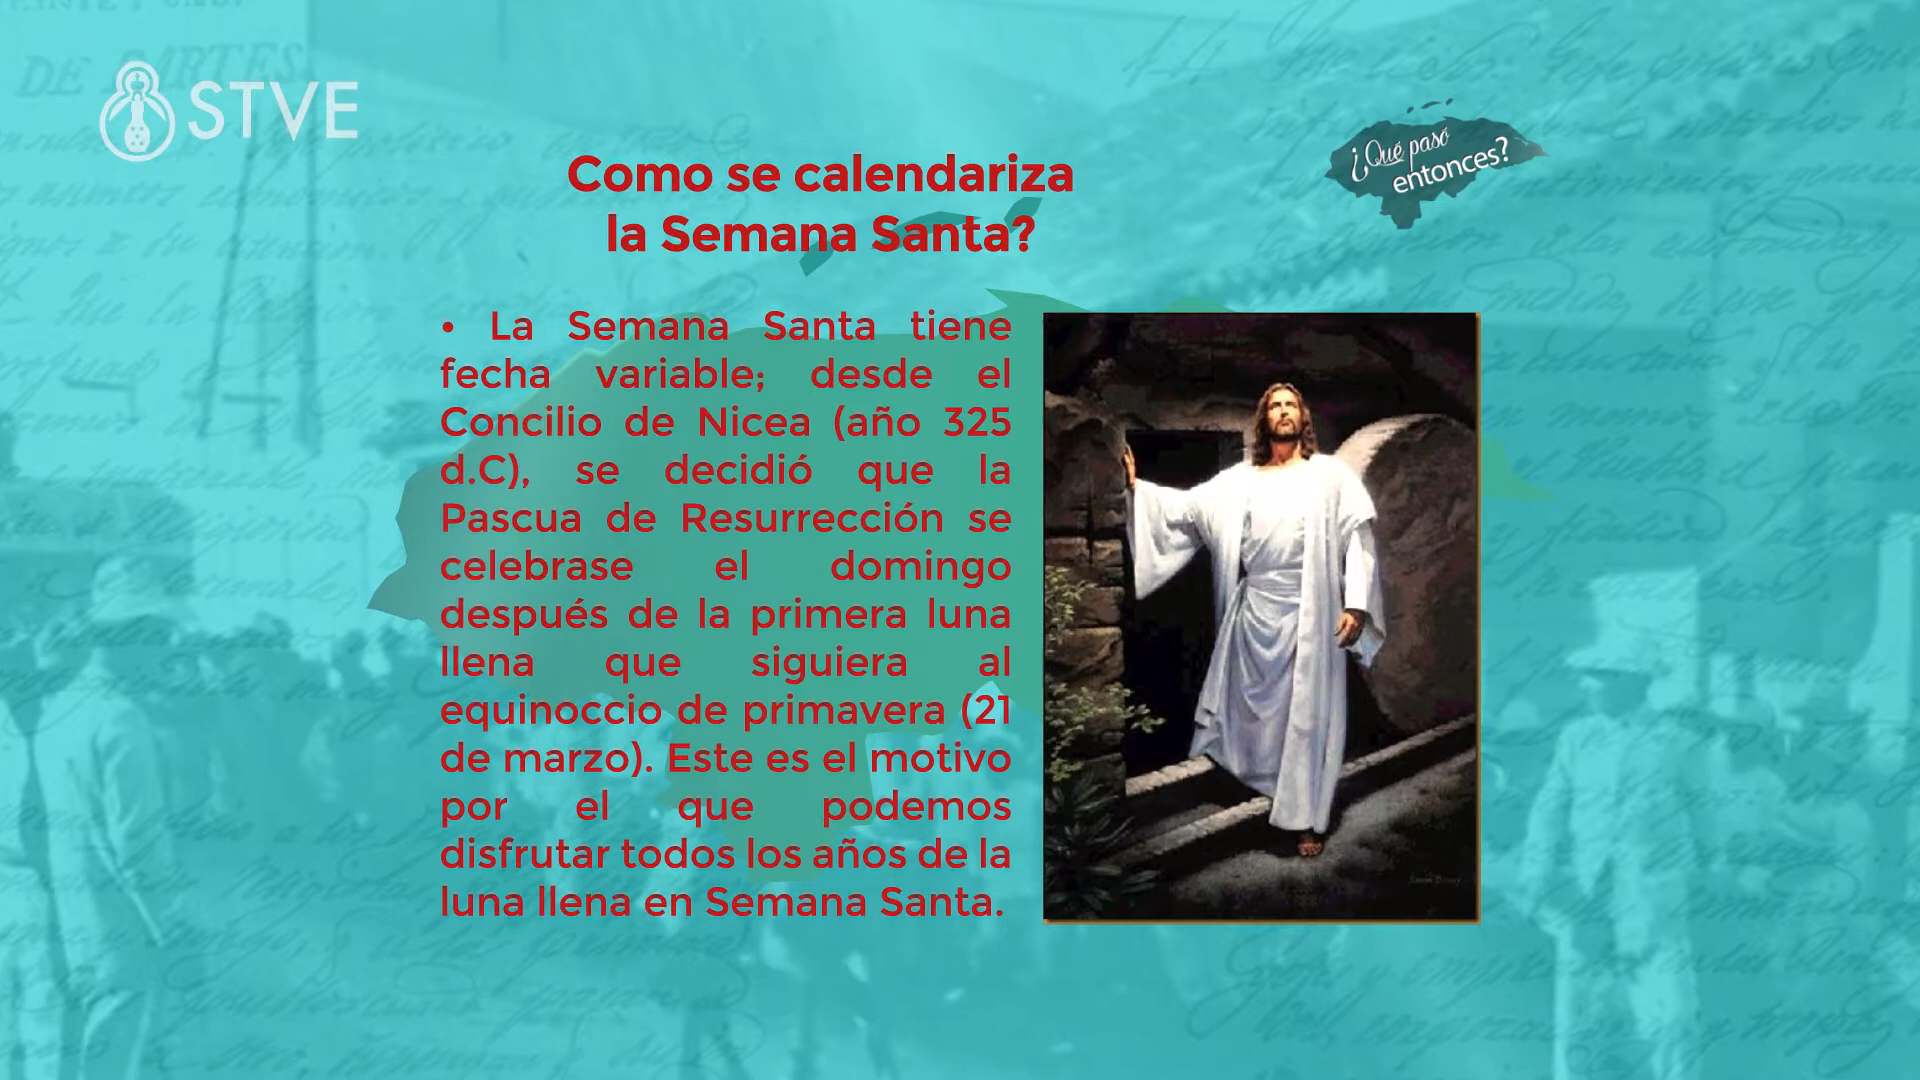 STVE
¿Qué pasó
entonces?
Como se calendariza
la Semana Santa?
• La Semana Santa tiene
fecha variable; desde el
Concilio de Nicea (año 325
d.C), se decidió que la
Pascua de Resurrección se
celebrase el domingo
después de la primera luna
llena que siguiera al
equinoccio de primavera (21
de marzo). Este es el motivo
por el que podemos
disfrutar todos los años de la
luna llena en Semana Santa.